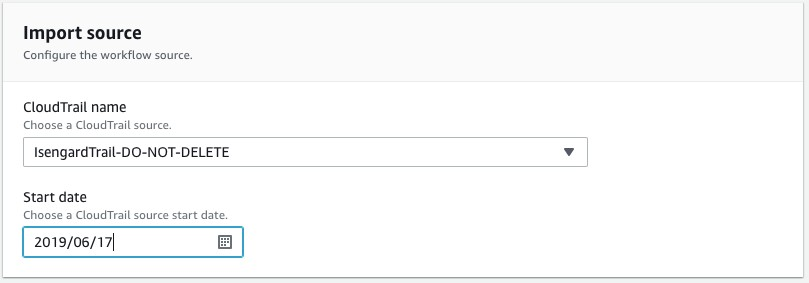 Import source
Configure the workflow source.
CloudTrail name
Choose a CloudTrail source.
IsengardTrail-DO-NOT-DELETE
Start date
Choose a CloudTrail source start date.
2019/06/17